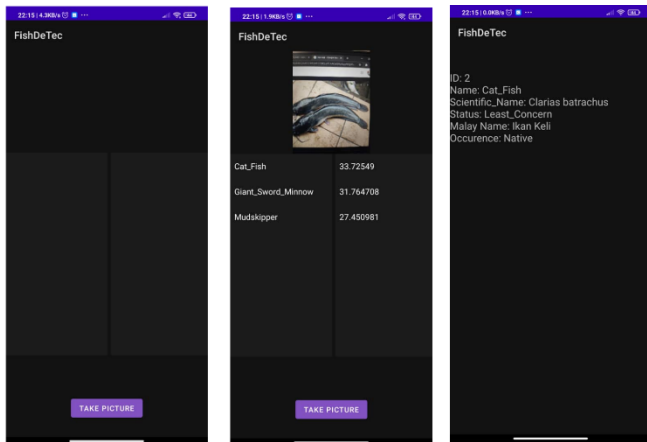 22:15 | 4.3KB/s
FishDeTec
TAKE PICTURE
22:15 | 1.9KB/s
FishDeTec
Cat_Fish 33.72549
Giant_Sword_Minnow 31.764708
Mudskipper 27.450981
TAKE PICTURE
22:15 | 0.0KB/s
FishDeTec
ID: 2
Name: Cat_Fish
Scientific_Name: Clarias batrachus
Status: Least_Concern
Malay Name: Ikan Keli
Occurence: Native